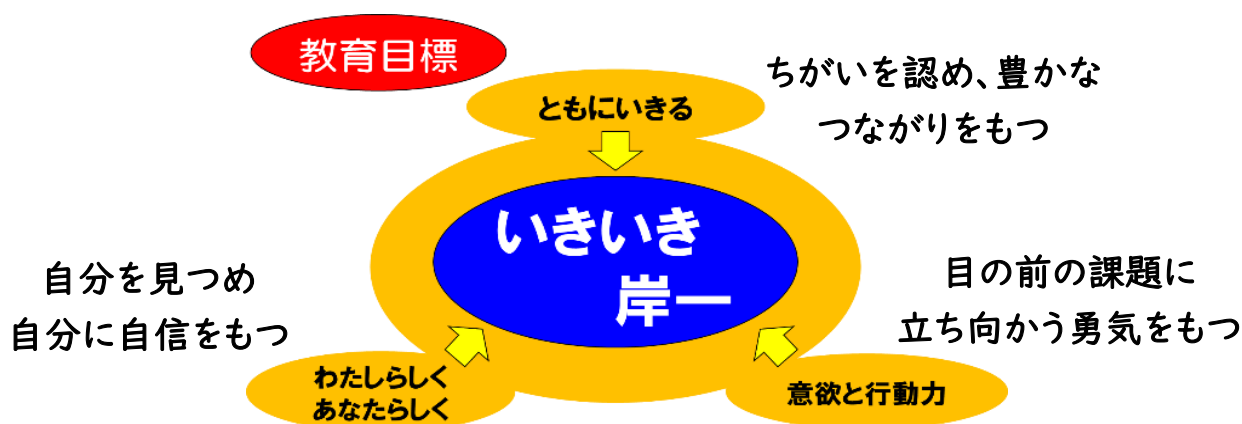 教育目標
ともにいきる
ちがいを認め、豊かな
つながりをもつ
いきいき
岸一
自分を見つめ
自分に自信をもつ
わたしらしく
あなたらしく
目の前の課題に
立ち向かう勇気をもつ
意欲と行動力